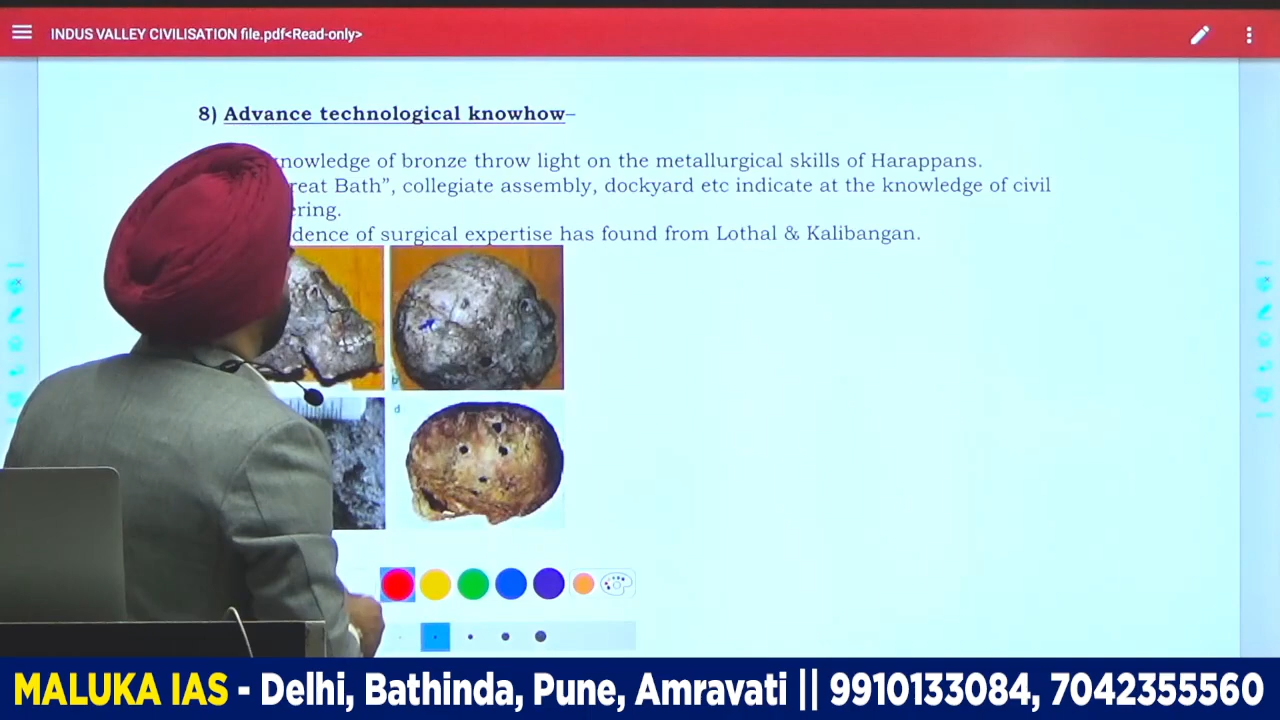 INDUS VALLEY CIVILISATION file.pdf<Read-only>
8) Advance technological knowhow–
nowledge of bronze throw light on the metallurgical skills of Harappans.
reat Bath”, collegiate assembly, dockyard etc indicate at the knowledge of civil
ering.
dence of surgical expertise has found from Lothal & Kalibangan.
d
MALUKA IAS - Delhi, Bathinda, Pune, Amravati || 9910133084, 7042355560